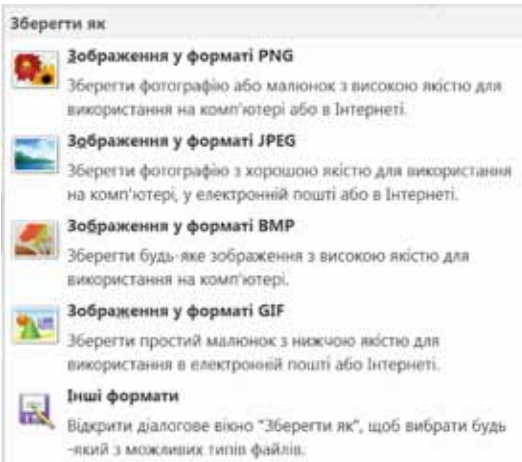 Зберегти як
Зображення у форматі PNG
Зберегти фотографію або малюнок з високою якістю для
використання на комп'ютері або в Інтернеті.
Зображення у форматі JPEG
Зберегти фотографію з хорошою якістю для використання
на комп'ютері, у електронній пошті або в Інтернеті.
Зображення у форматі BMP
Зберегти будь-яке зображення з високою якістю для
використання на комп'ютері.
Зображення у форматі GIF
Зберегти простий малюнок з нижчою якістю для
використання в електронній пошті або Інтернеті.
Інші формати
Відкрити діалогове вікно "Зберегти як", щоб вибрати будь
-який з можливих типів файлів.